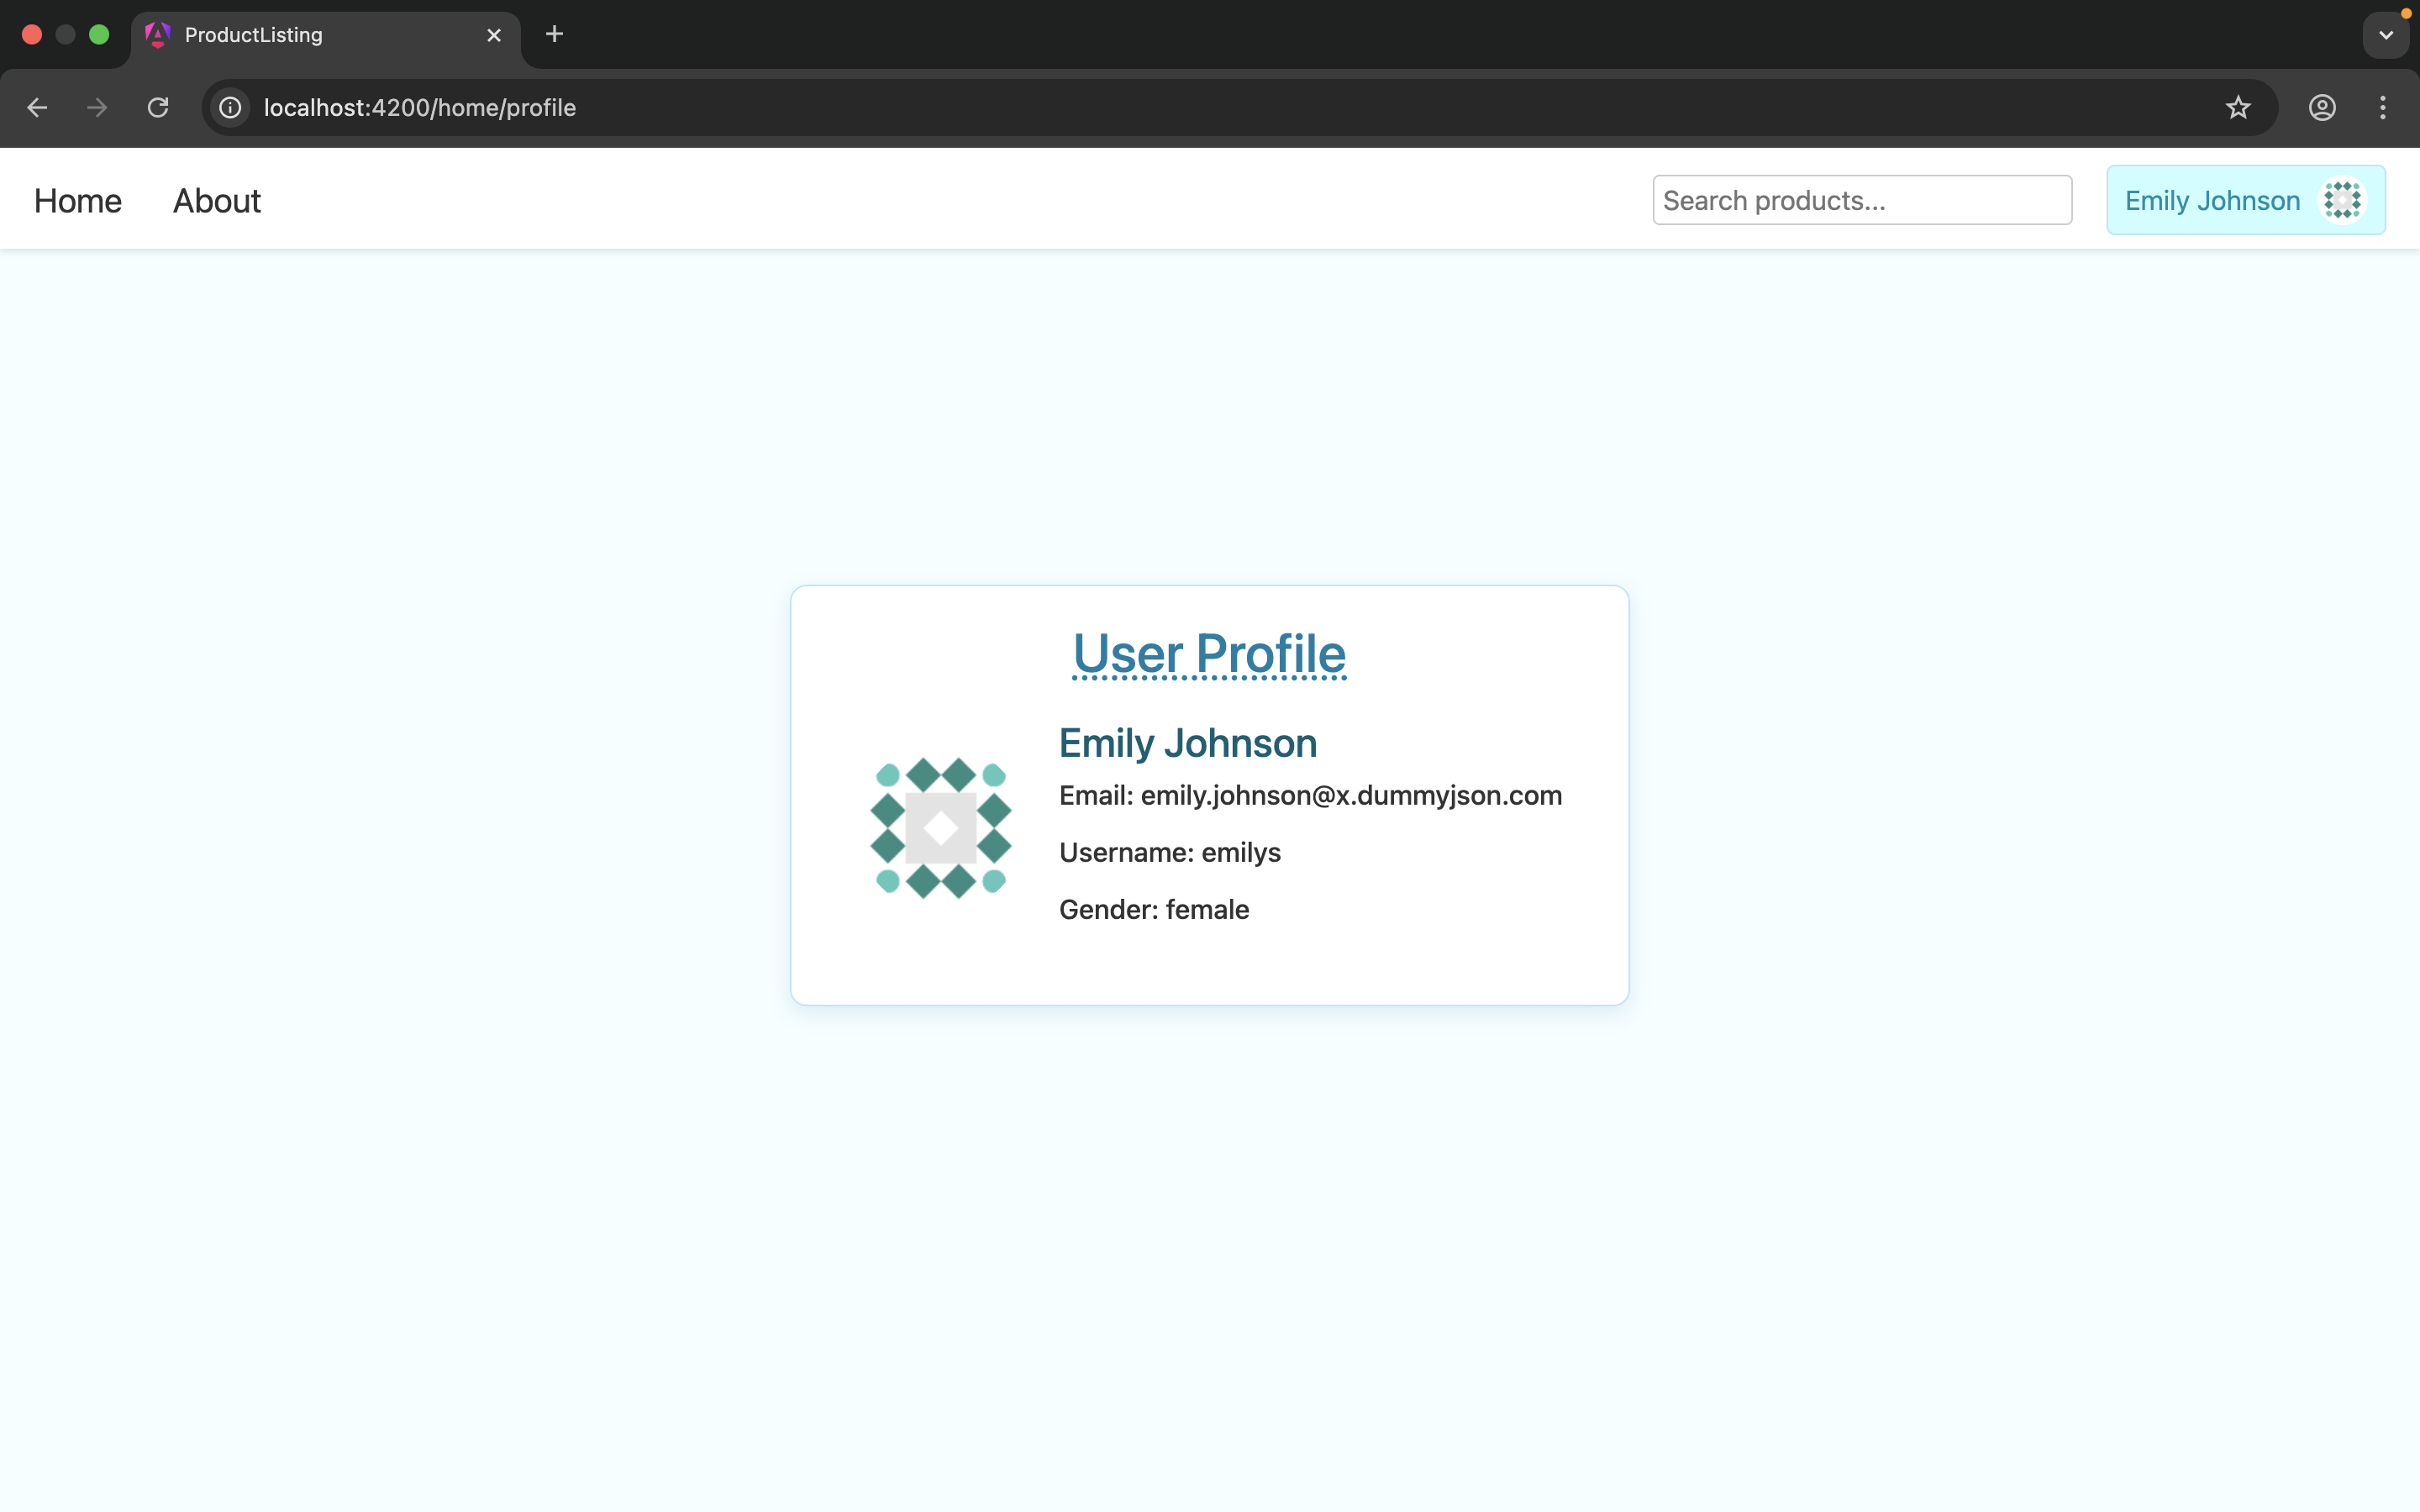 ProductListing
localhost:4200/home/profile
Home About Search products... Emily Johnson
User Profile
Emily Johnson
Email: emily.johnson@x.dummyjson.com
Username: emilys
Gender: female